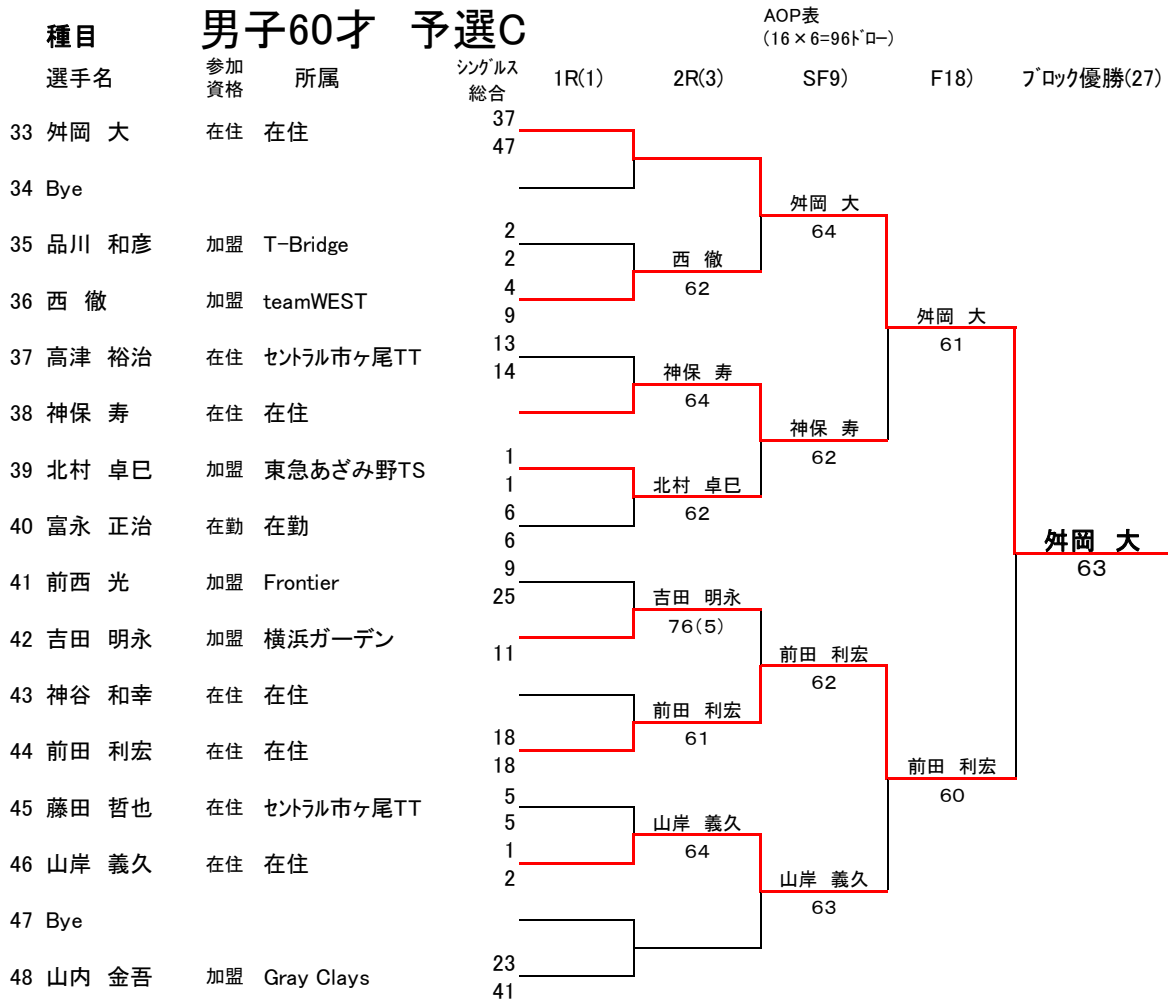 種目 男子60才 予選C AOP表
(16×6=96ドロー)
選手名 参加資格 所属 シングルス総合 1R(1) 2R(3) SF9) F18) ブロック優勝(27)
33 舛岡 大 在住 在住 37
47
34 Bye
舛岡 大
64
35 品川 和彦 加盟 T-Bridge 2
2
西 徹
62
36 西 徹 加盟 teamWEST 4
9
舛岡 大
61
37 高津 裕治 在住 セントラル市ヶ尾TT 13
14
神保 寿
64
38 神保 寿 在住 在住
神保 寿
62
39 北村 卓巳 加盟 東急あざみ野TS 1
1
北村 卓巳
62
40 富永 正治 在勤 在勤 6
6
舛岡 大
63
41 前西 光 加盟 Frontier 9
25
吉田 明永
76(5)
42 吉田 明永 加盟 横浜ガーデン 11
前田 利宏
62
43 神谷 和幸 在住 在住
前田 利宏
61
44 前田 利宏 在住 在住 18
18
前田 利宏
60
45 藤田 哲也 在住 セントラル市ヶ尾TT 5
5
山岸 義久
64
46 山岸 義久 在住 在住 1
2
山岸 義久
63
47 Bye
48 山内 金吾 加盟 Gray Clays 23
41